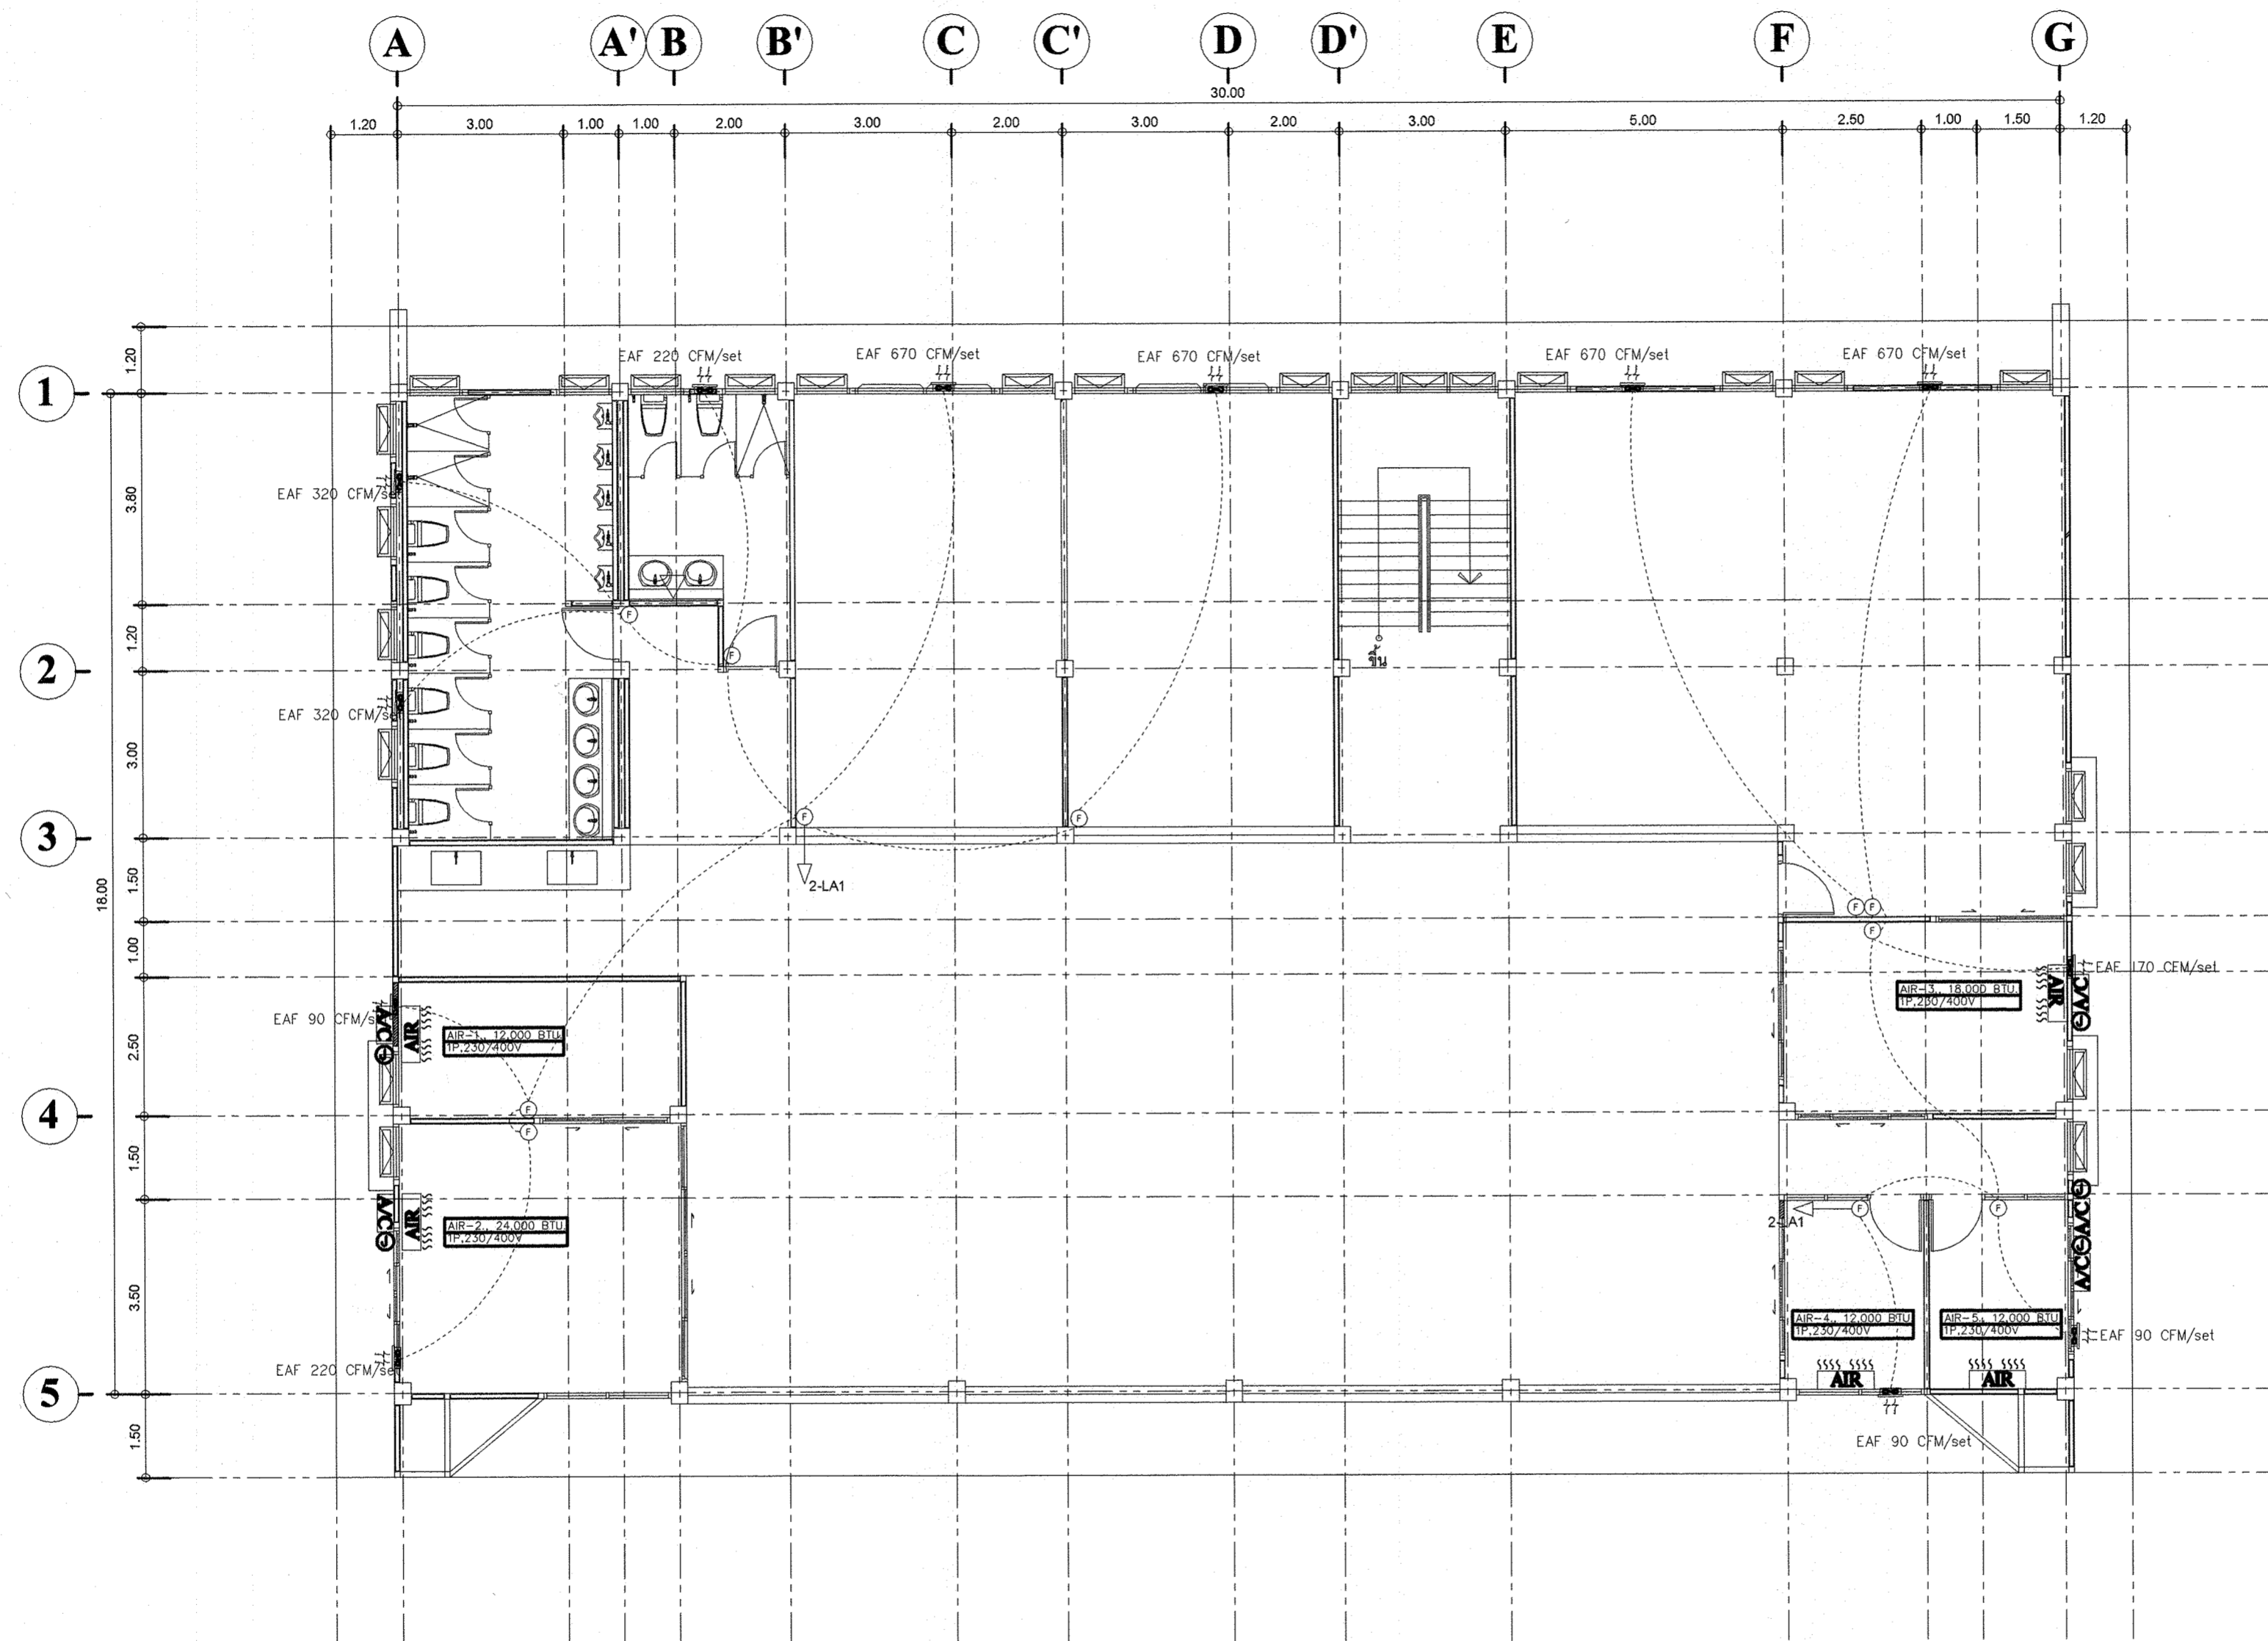 A A' B B' C C' D D' E F G
30.00
1.20 3.00 1.00 1.00 2.00 3.00 2.00 3.00 2.00 3.00 5.00 2.50 1.00 1.50 1.20
EAF 220 CFM/set
EAF 670 CFM/set
EAF 670 CFM/set
EAF 670 CFM/set
EAF 670 CFM/set
1.20
1
3.80
EAF 320 CFM/set
1.20
F
F
ขึ้น
2
EAF 320 CFM/set
3.00
F
F
3
18.00
1.50
2-LA1
F
F
F
1.00
EAF 170 CFM/set
AIR-3., 18,000 BTU.
1P,230/400V
AIR
A/C
EAF 90 CFM/set
A/C
AIR
AIR-1., 12,000 BTU.
1P,230/400V
2.50
F
4
F
1.50
A/C
AIR
AIR-2., 24,000 BTU.
1P,230/400V
2-LA1
F
F
A/C
A/C
3.50
AIR-4., 12,000 BTU.
1P,230/400V
AIR-5., 12,000 BTU.
1P,230/400V
EAF 90 CFM/set
EAF 220 CFM/set
AIR
AIR
5
1.50
EAF 90 CFM/set